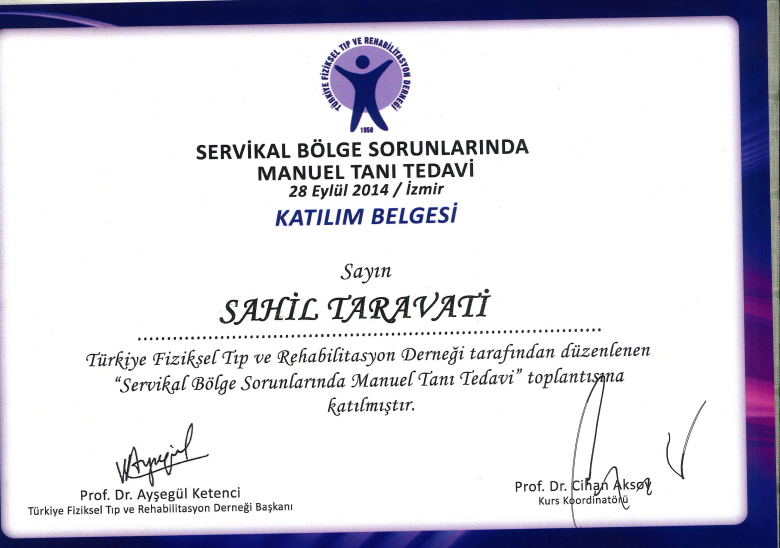 TÜRKİYE FİZİKSEL TIP VE REHABİLİTASYON DERNEĞİ
1958
SERVİKAL BÖLGE SORUNLARINDA
MANUEL TANI TEDAVİ
28 Eylül 2014 / İzmir
KATILIM BELGESİ
Sayın
SAHİL TARAVATİ
Türkiye Fiziksel Tıp ve Rehabilitasyon Derneği tarafından düzenlenen
“Servikal Bölge Sorunlarında Manuel Tanı Tedavi” toplantısına
katılmıştır.
Prof. Dr. Ayşegül Ketenci
Türkiye Fiziksel Tıp ve Rehabilitasyon Derneği Başkanı
Prof. Dr. Cihan Aksoy
Kurs Koordinatörü